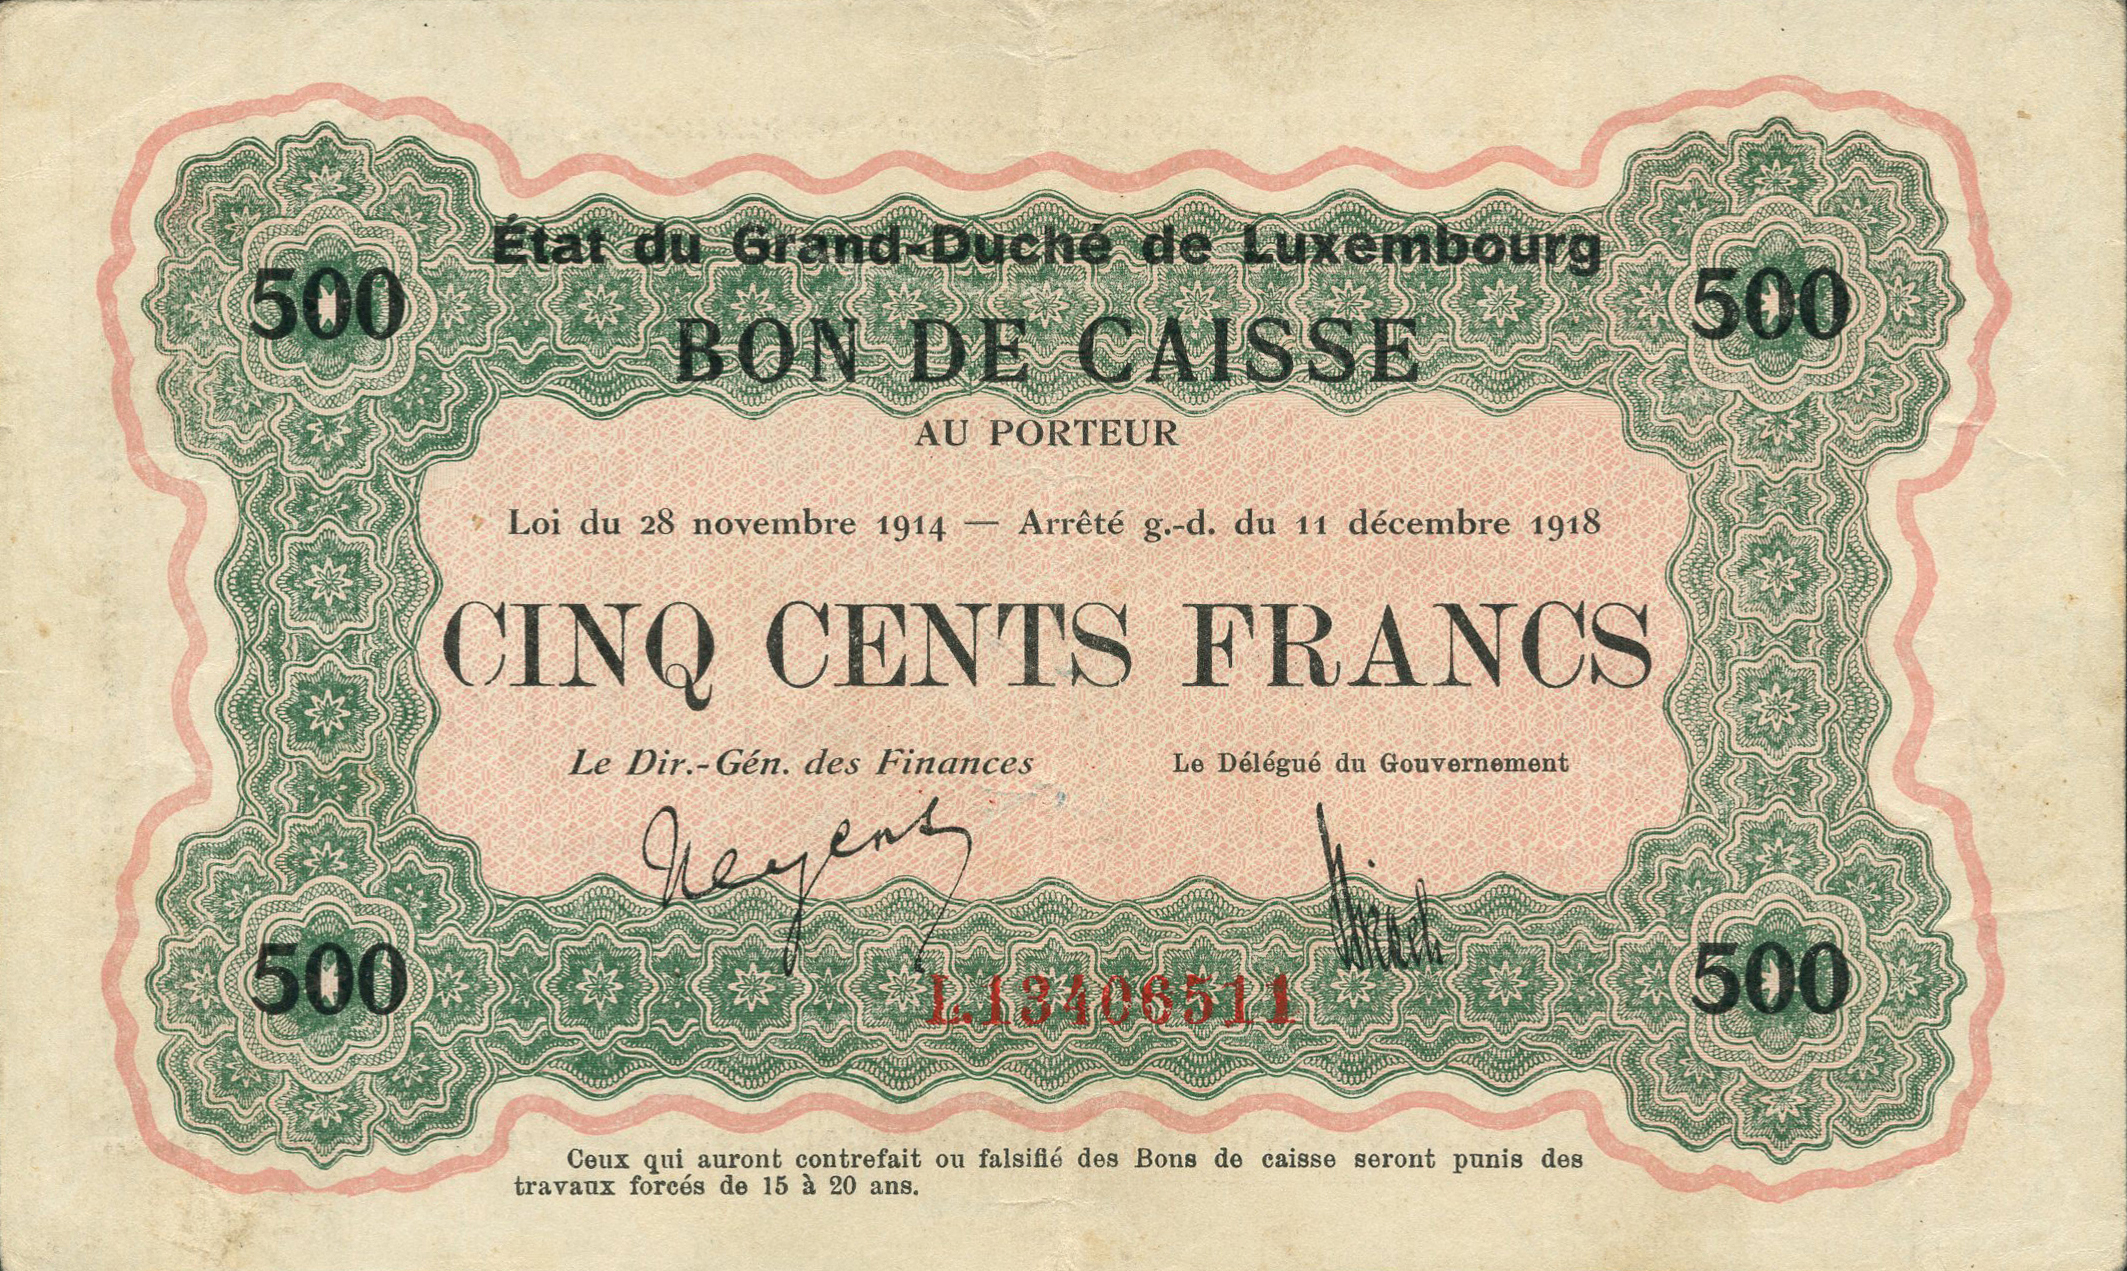 État du Grand-Duché de Luxembourg
500 500
BON DE CAISSE
AU PORTEUR
Loi du 28 novembre 1914 — Arrêté g.-d. du 11 décembre 1918
CINQ CENTS FRANCS
Le Dir.-Gén. des Finances Le Délégué du Gouvernement
Neyens
500 500
L.13406511
Ceux qui auront contrefait ou falsifié des Bons de caisse seront punis des
travaux forcés de 15 à 20 ans.